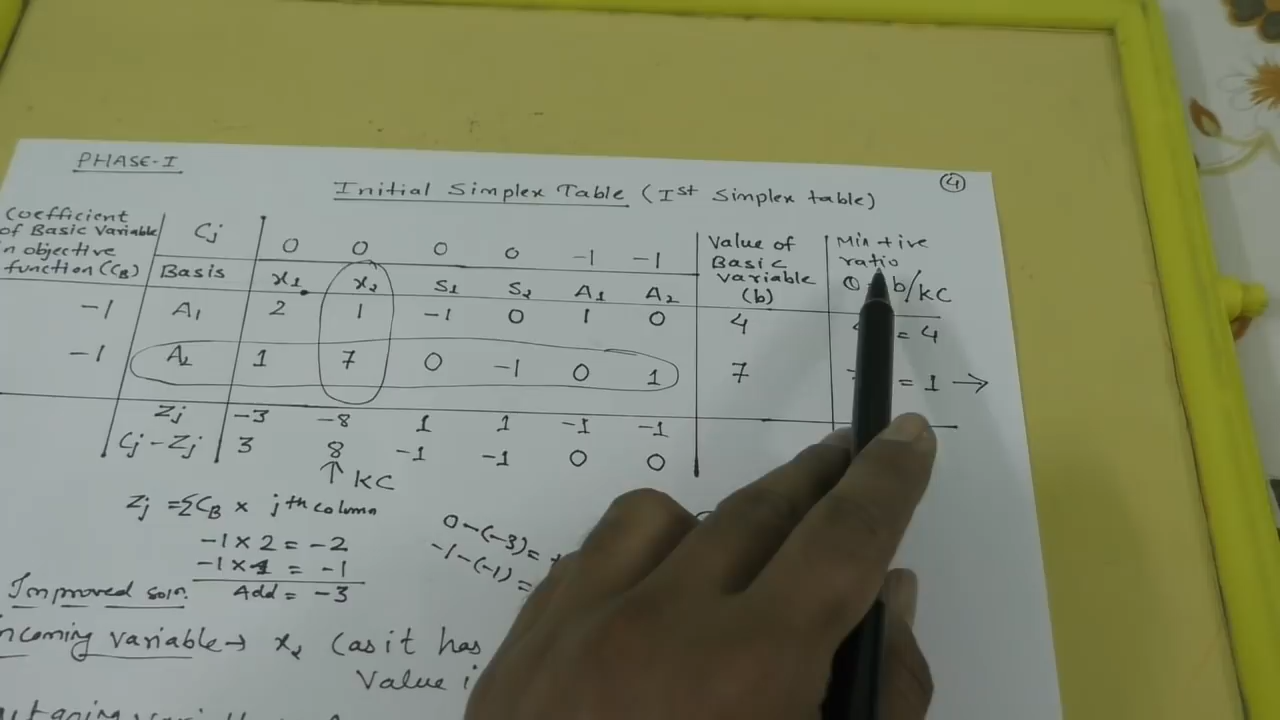 PHASE-I
4
Initial Simplex Table (Ist Simplex table)
Coefficient
of Basic Variable
in objective
function (CB)
Cj 0 0 0 0 -1 -1
Value of
Basic
variable
(b)
Min +ive
ratio
b/KC
Basis x1 x2 S1 S2 A1 A2
-1 A1 2 1 -1 0 1 0 4 = 4
-1 A2 1 7 0 -1 0 1 7 = 1 →
Zj -3 -8 1 1 -1 -1
Cj-Zj 3 8 -1 -1 0 0
↑ KC
Zj = ΣCB × jth column
-1 × 2 = -2
-1 × 1 = -1
Add = -3
0-(-3)=
-1-(-1)=
Improved soln.
incoming variable → x2 (as it has
Value